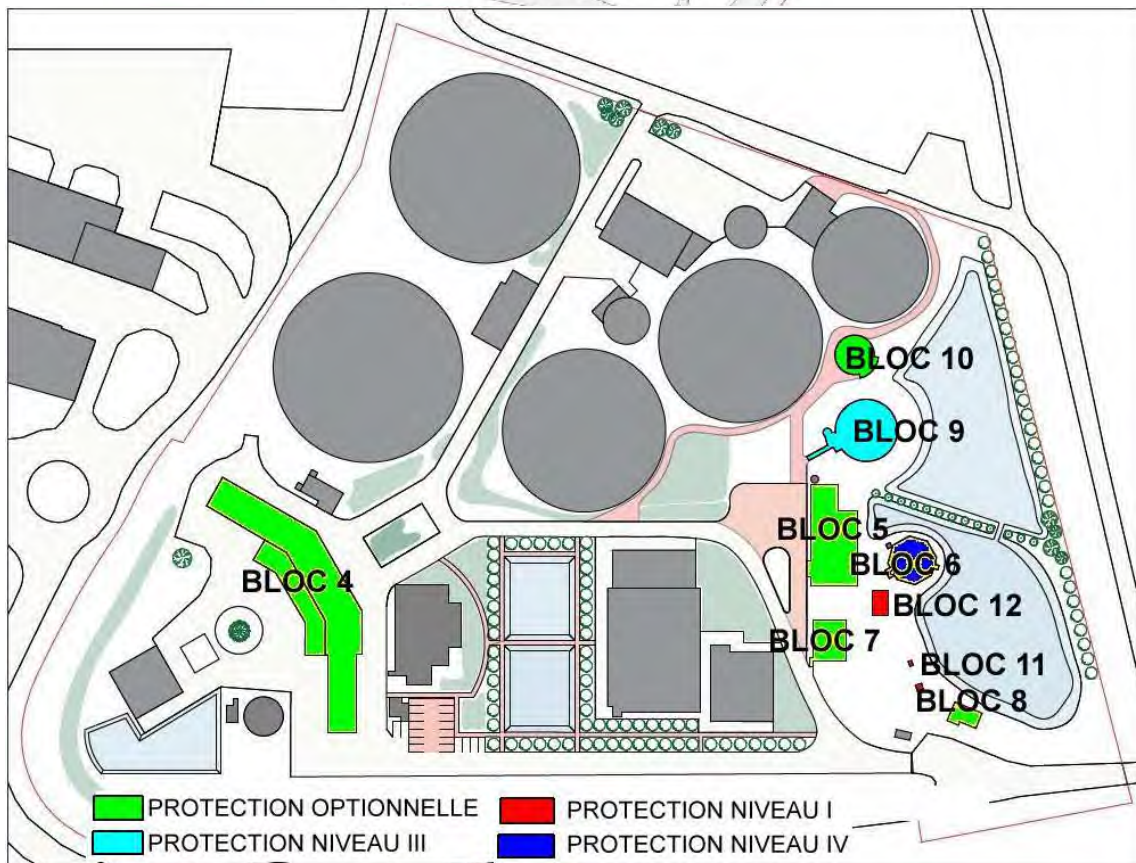 BLOC 10
BLOC 9
BLOC 5
BLOC 6
BLOC 4
BLOC 12
BLOC 7
BLOC 11
BLOC 8
PROTECTION OPTIONNELLE
PROTECTION NIVEAU I
PROTECTION NIVEAU III
PROTECTION NIVEAU IV